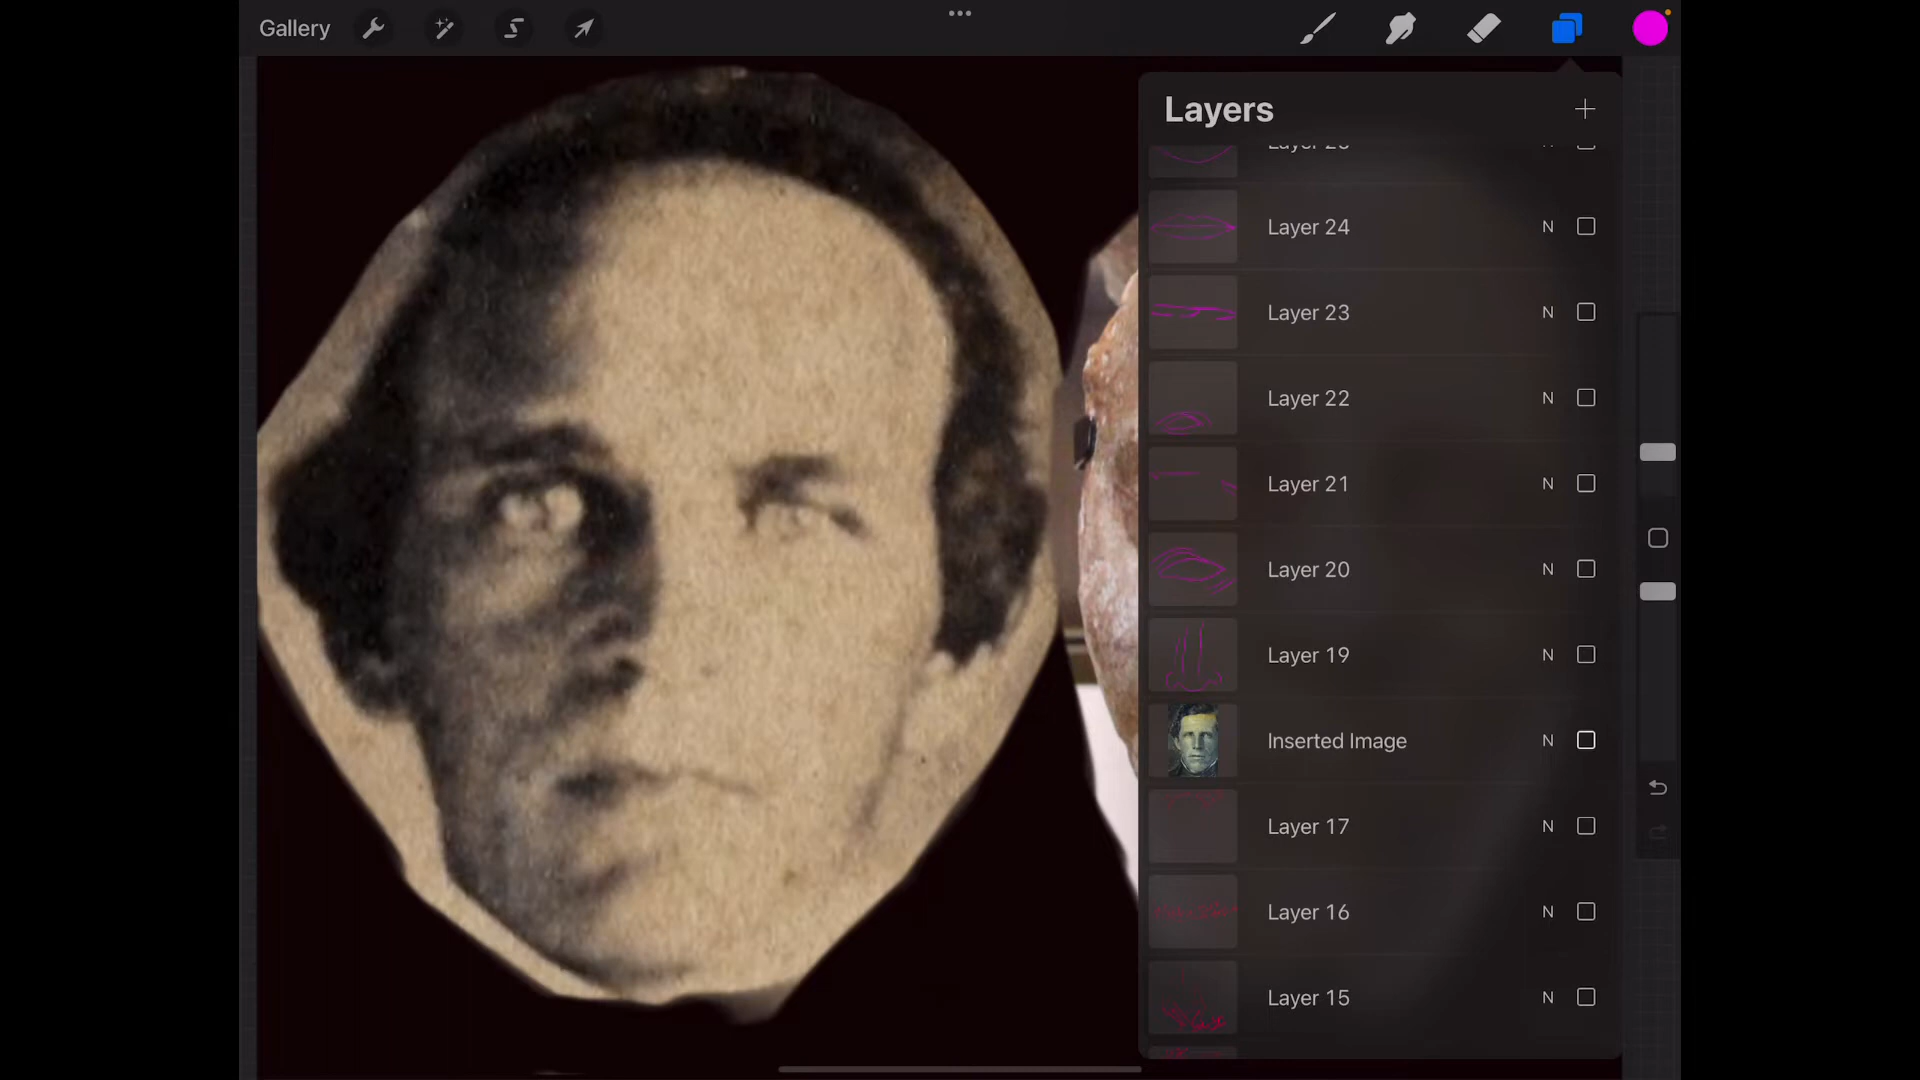 Gallery
Layers
Layer 24 N
Layer 23 N
Layer 22 N
Layer 21 N
Layer 20 N
Layer 19 N
Inserted Image N
Layer 17 N
Layer 16 N
Layer 15 N